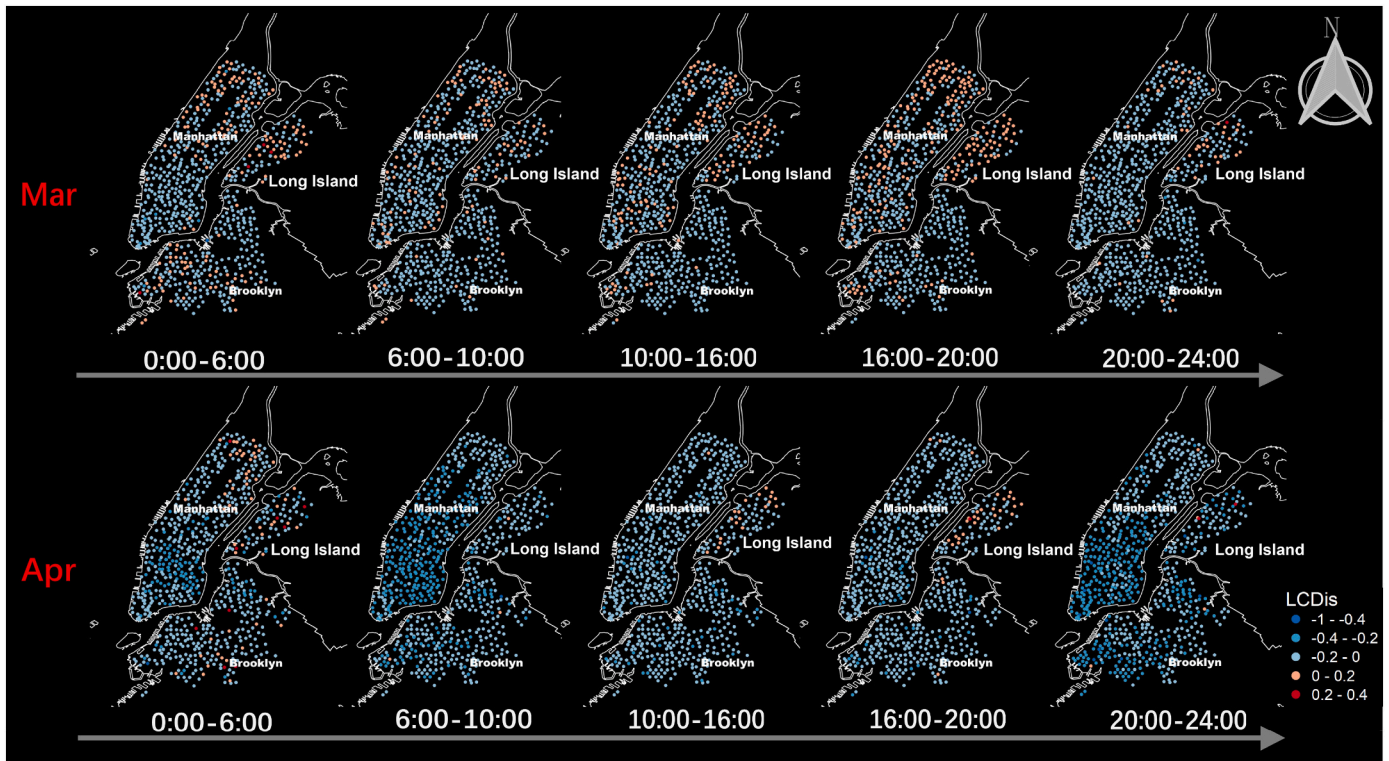 N
Manhattan Manhattan Manhattan Manhattan Manhattan
Long Island Long Island Long Island Long Island Long Island
Mar
Brooklyn Brooklyn Brooklyn Brooklyn Brooklyn
0:00-6:00 6:00-10:00 10:00-16:00 16:00-20:00 20:00-24:00
Manhattan Manhattan Manhattan Manhattan Manhattan
Long Island Long Island Long Island Long Island Long Island
Apr
LCDis
-1 - -0.4
-0.4 - -0.2
-0.2 - 0
0 - 0.2
0.2 - 0.4
Brooklyn Brooklyn Brooklyn Brooklyn Brooklyn
0:00-6:00 6:00-10:00 10:00-16:00 16:00-20:00 20:00-24:00